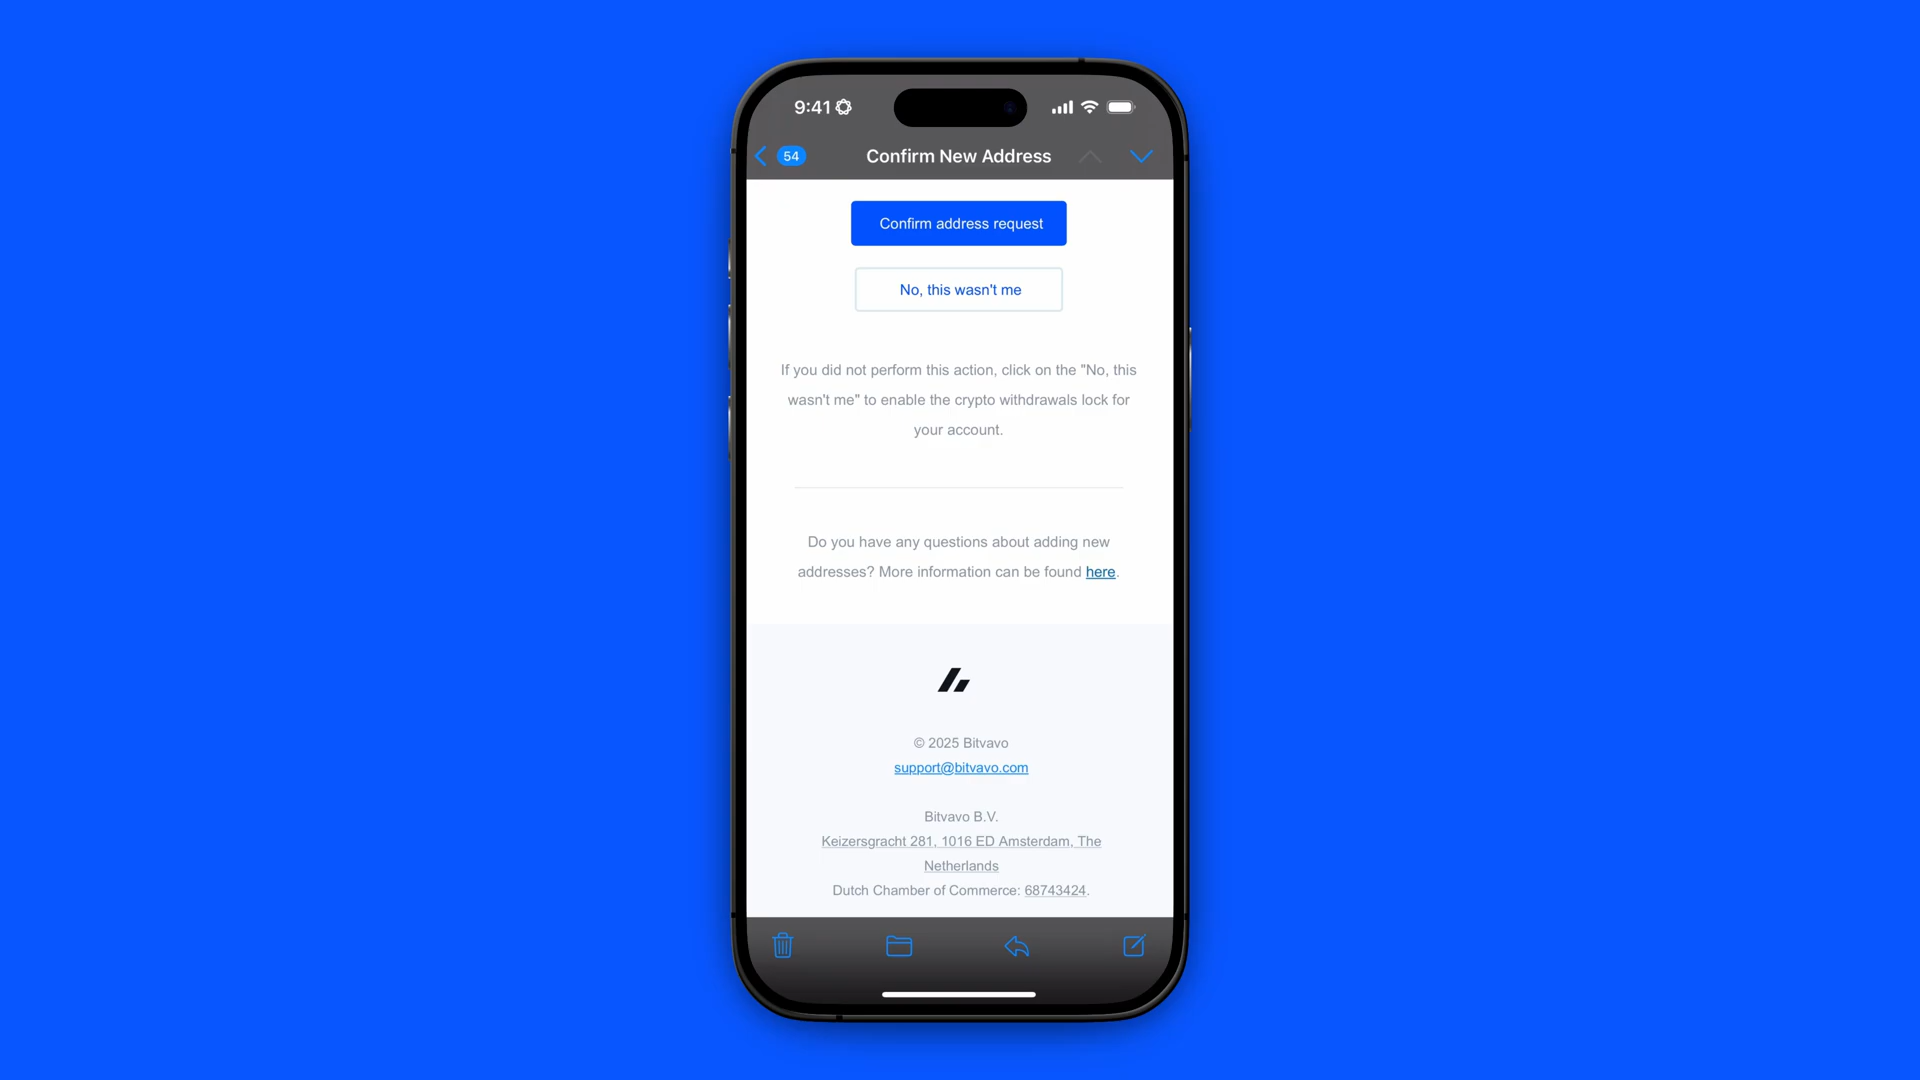 9:41
54
Confirm New Address
Confirm address request
No, this wasn't me
If you did not perform this action, click on the "No, this
wasn't me" to enable the crypto withdrawals lock for
your account.
Do you have any questions about adding new
addresses? More information can be found here.
© 2025 Bitvavo
support@bitvavo.com
Bitvavo B.V.
Keizersgracht 281, 1016 ED Amsterdam, The
Netherlands
Dutch Chamber of Commerce: 68743424.